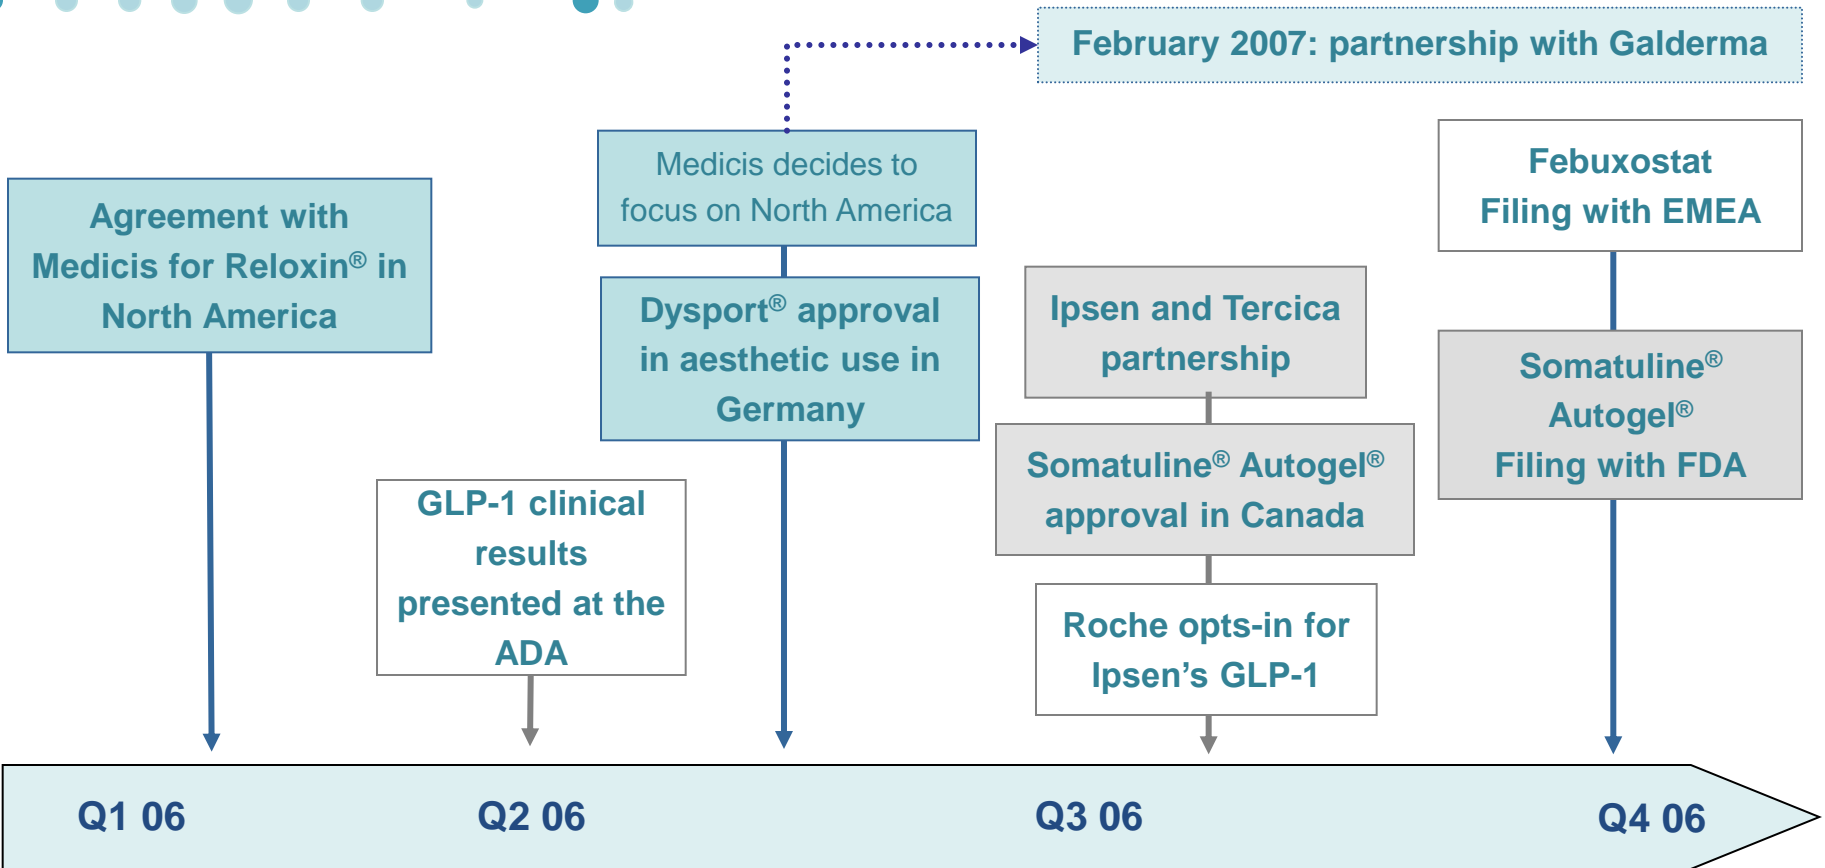 February 2007: partnership with Galderma
Agreement with
Medicis for Reloxin® in
North America
GLP-1 clinical
results
presented at the
ADA
Medicis decides to
focus on North America
Dysport® approval
in aesthetic use in
Germany
Ipsen and Tercica
partnership
Somatuline® Autogel®
approval in Canada
Roche opts-in for
Ipsen’s GLP-1
Febuxostat
Filing with EMEA
Somatuline®
Autogel®
Filing with FDA
Q1 06
Q2 06
Q3 06
Q4 06